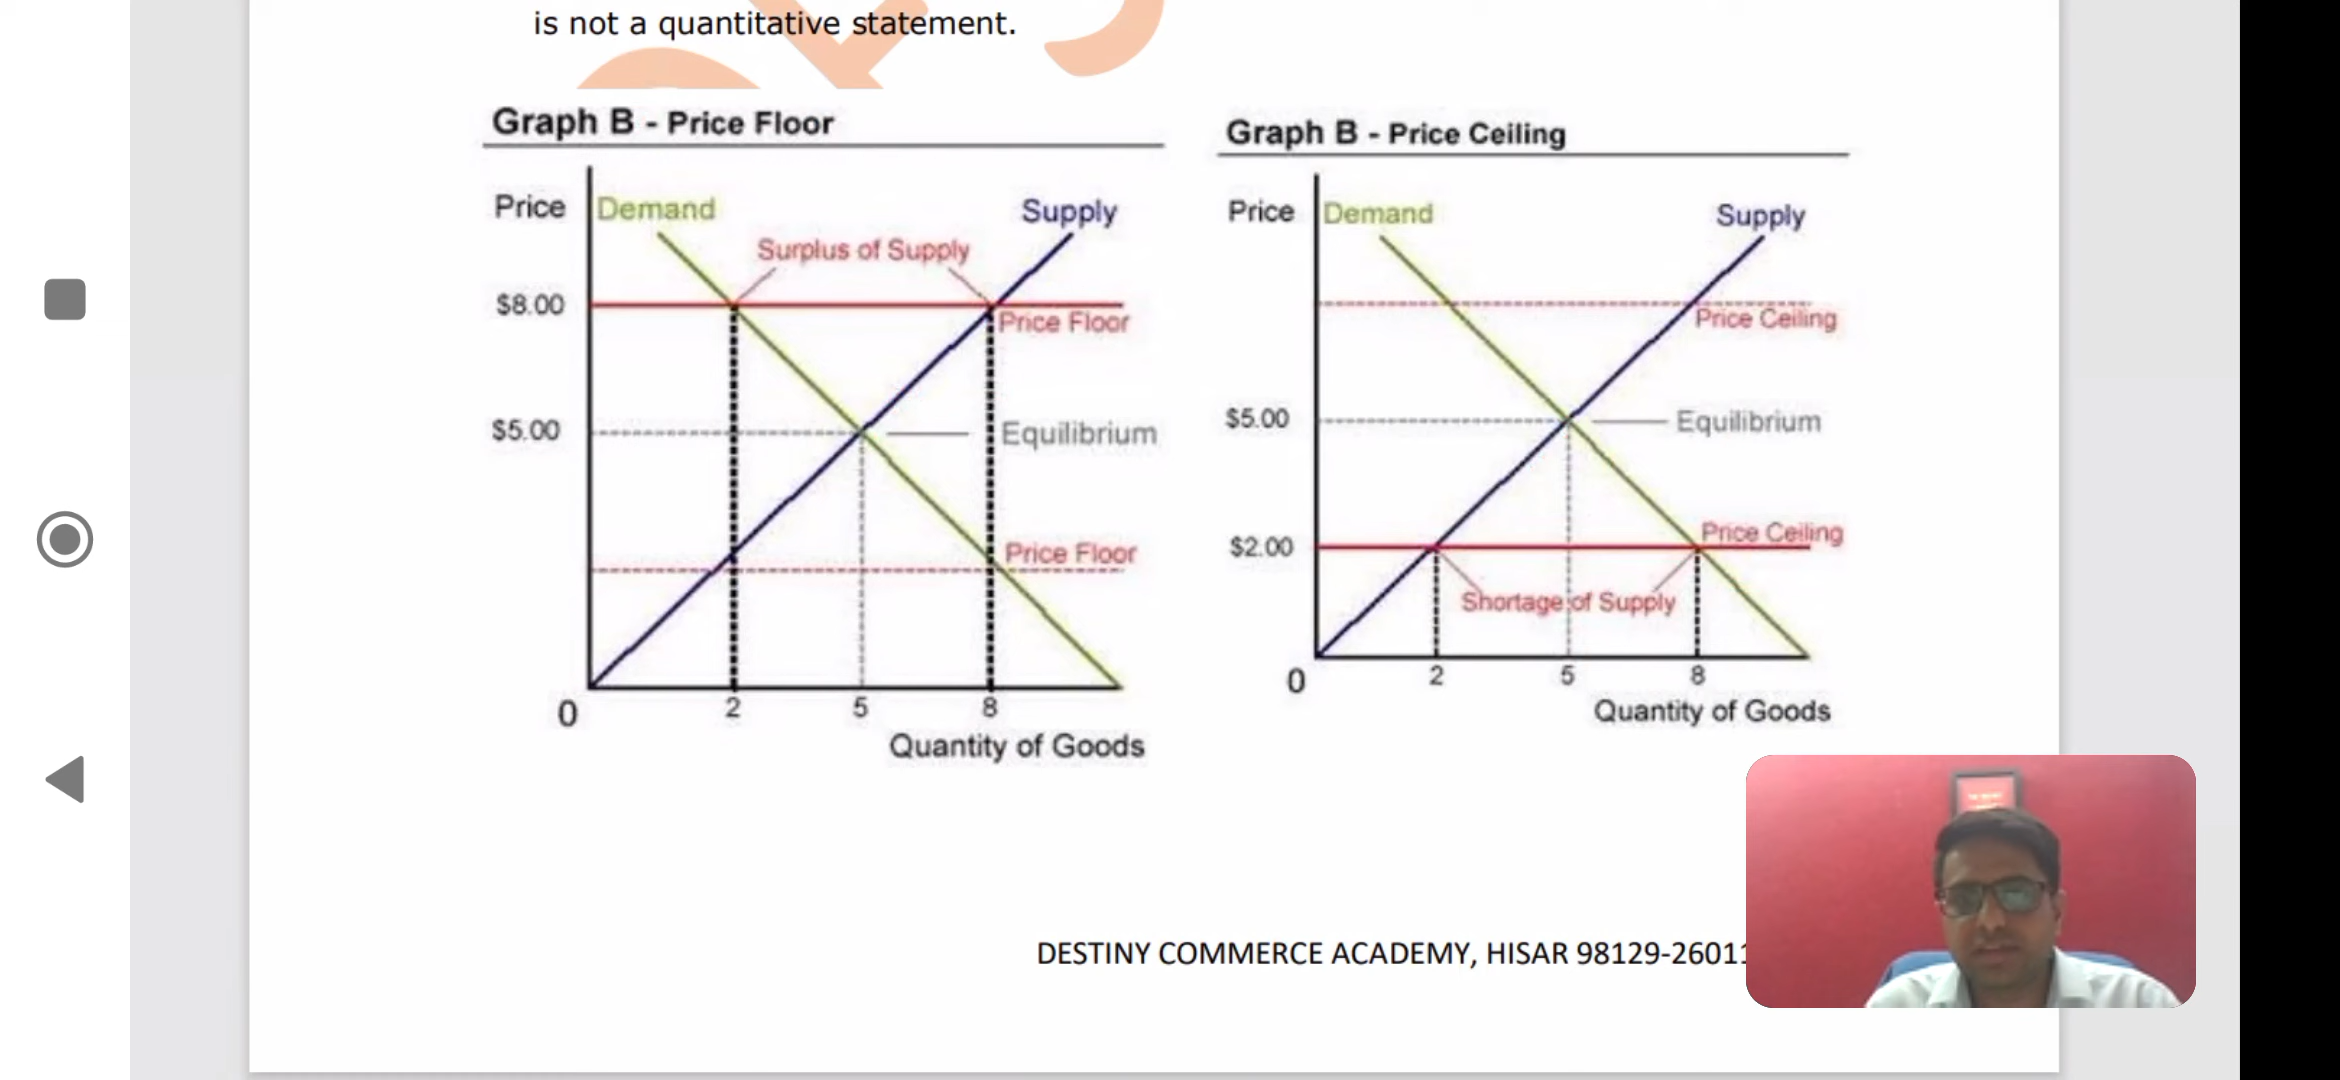 is not a quantitative statement.
Graph B - Price Floor
Price
Demand
Supply
Surplus of Supply
$8.00
Price Floor
$5.00
Equilibrium
Price Floor
0
2
5
8
Quantity of Goods
Graph B - Price Ceiling
Price
Demand
Supply
Price Ceiling
$5.00
Equilibrium
Price Ceiling
$2.00
Shortage of Supply
0
2
5
8
Quantity of Goods
DESTINY COMMERCE ACADEMY, HISAR 98129-26011